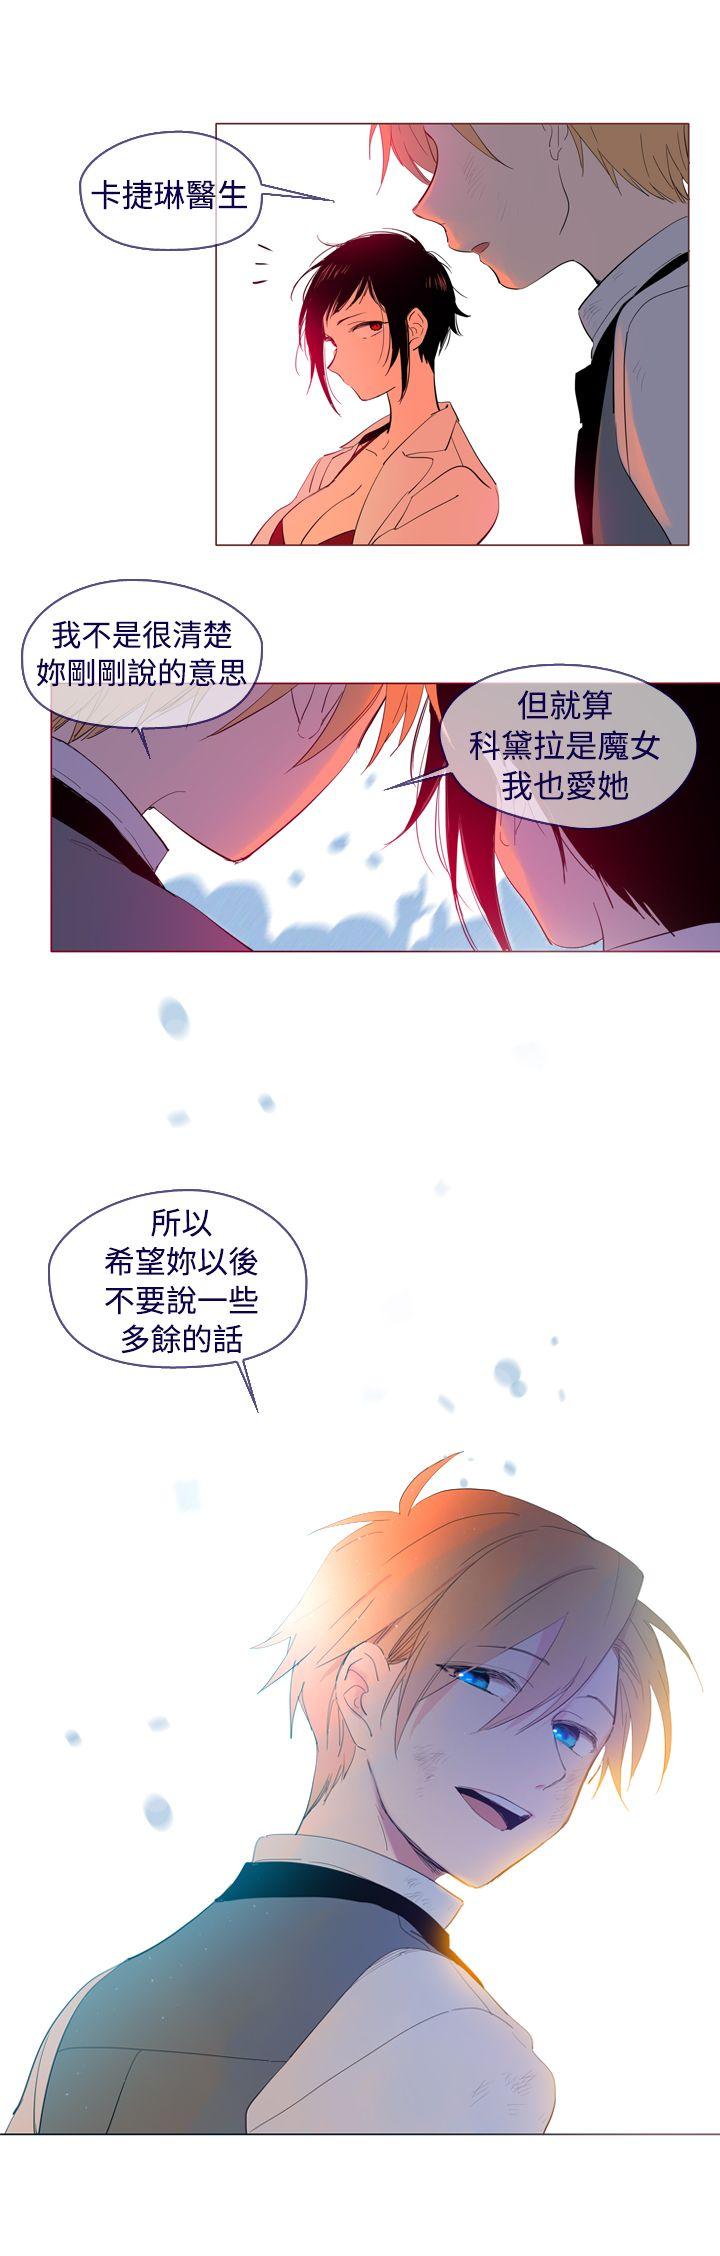 卡捷琳醫生
我不是很清楚
妳剛剛說的意思
但就算
科黛拉是魔女
我也愛她
所以
希望妳以後
不要說一些
多餘的話